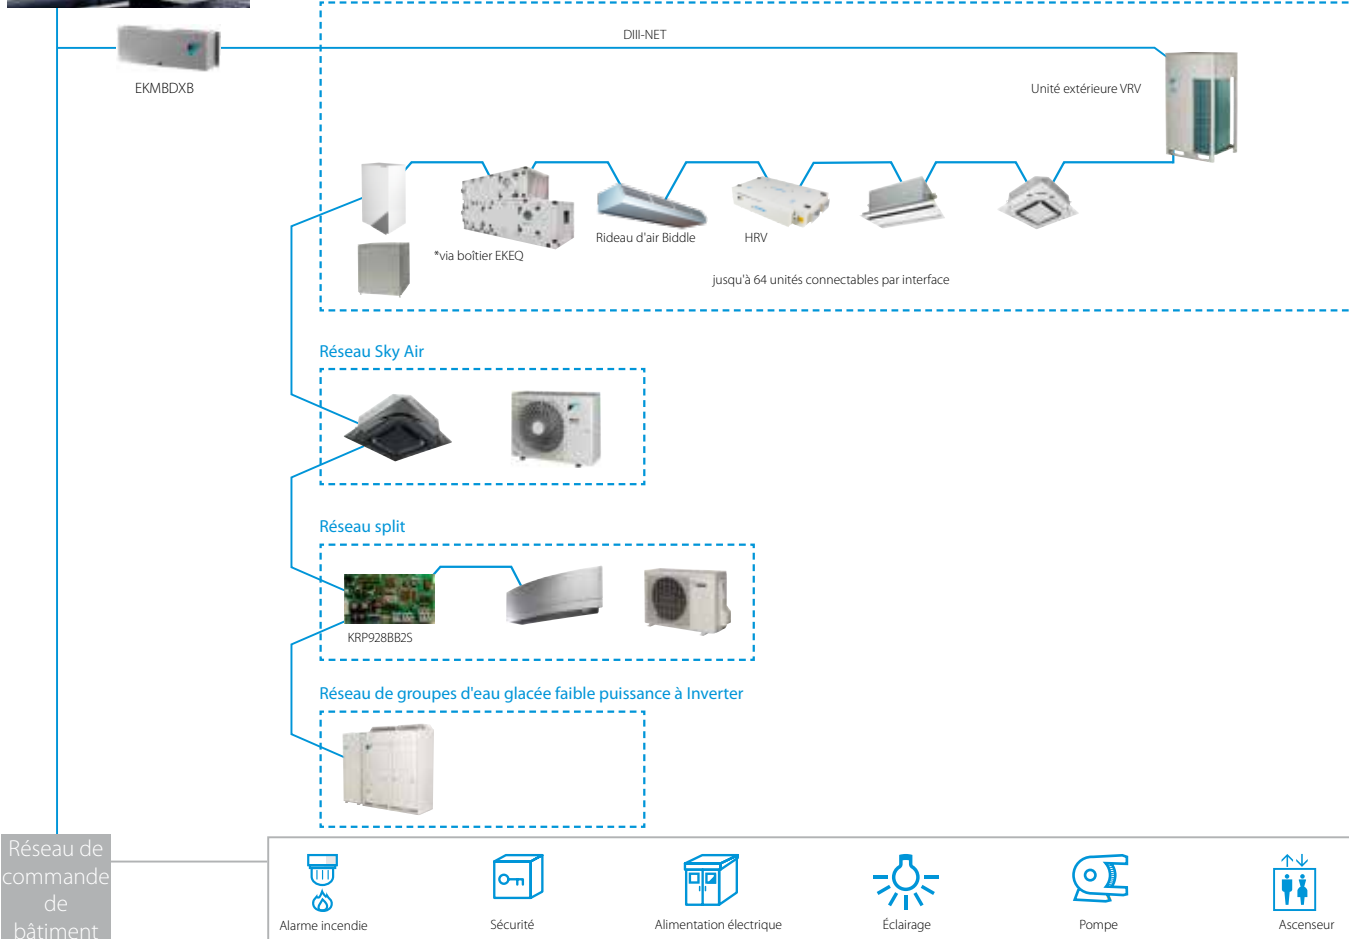 DIII-NET
EKMBDXB
Unité extérieure VRV
Rideau d'air Biddle
HRV
*via boîtier EKEQ
jusqu'à 64 unités connectables par interface
Réseau Sky Air
Réseau split
KRP928BB2S
Réseau de groupes d'eau glacée faible puissance à Inverter
Réseau de
commande
de
bâtiment
Alarme incendie
Sécurité
Alimentation électrique
Éclairage
Pompe
Ascenseur